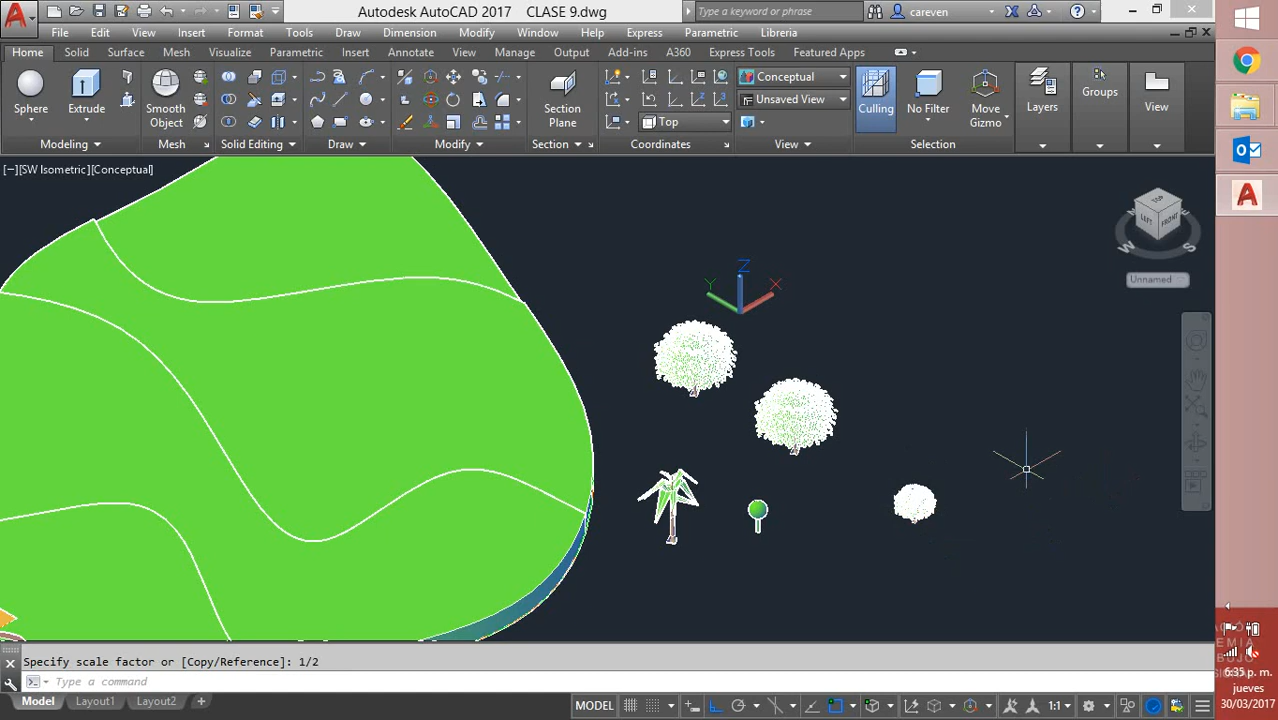 Autodesk AutoCAD 2017 CLASE 9.dwg
Type a keyword or phrase
careven
File Edit View Insert Format Tools Draw Dimension Modify Window Help Express Parametric Libreria
Home Solid Surface Mesh Visualize Parametric Insert Annotate View Manage Output Add-ins A360 Express Tools Featured Apps
Sphere Extrude Smooth Object Section Plane Conceptual Unsaved View Top Culling No Filter Move Gizmo Layers Groups View
Modeling Mesh Solid Editing Draw Modify Section Coordinates View Selection
[−][SW Isometric][Conceptual]
TOP
LEFT FRONT
W S
Unnamed
Z
Y X
Specify scale factor or [Copy/Reference]: 1/2
Type a command
Model Layout1 Layout2 +
MODEL 1:1
6:35 p. m.
jueves
30/03/2017